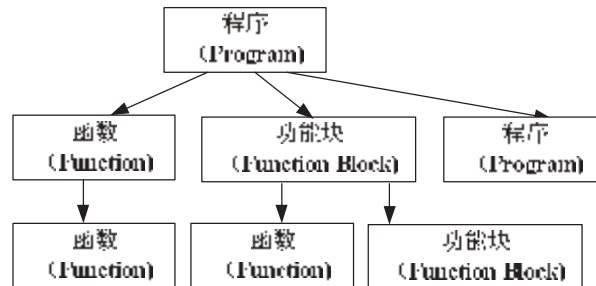 程序
(Program)
函数
(Function)
功能块
(Function Block)
程序
(Program)
函数
(Function)
函数
(Function)
功能块
(Function Block)